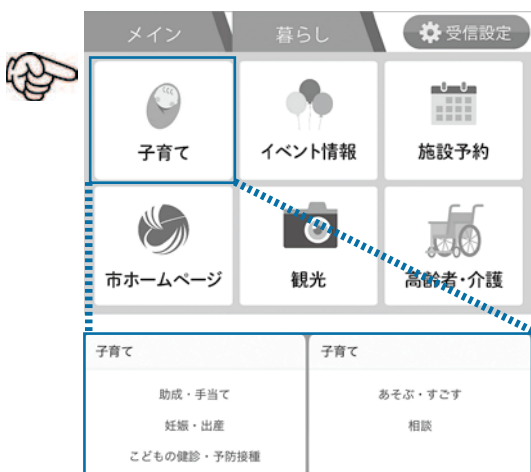 メイン
暮らし
受信設定
子育て
イベント情報
施設予約
市ホームページ
観光
高齢者・介護
子育て
助成・手当て
妊娠・出産
こどもの健診・予防接種
子育て
あそぶ・すごす
相談